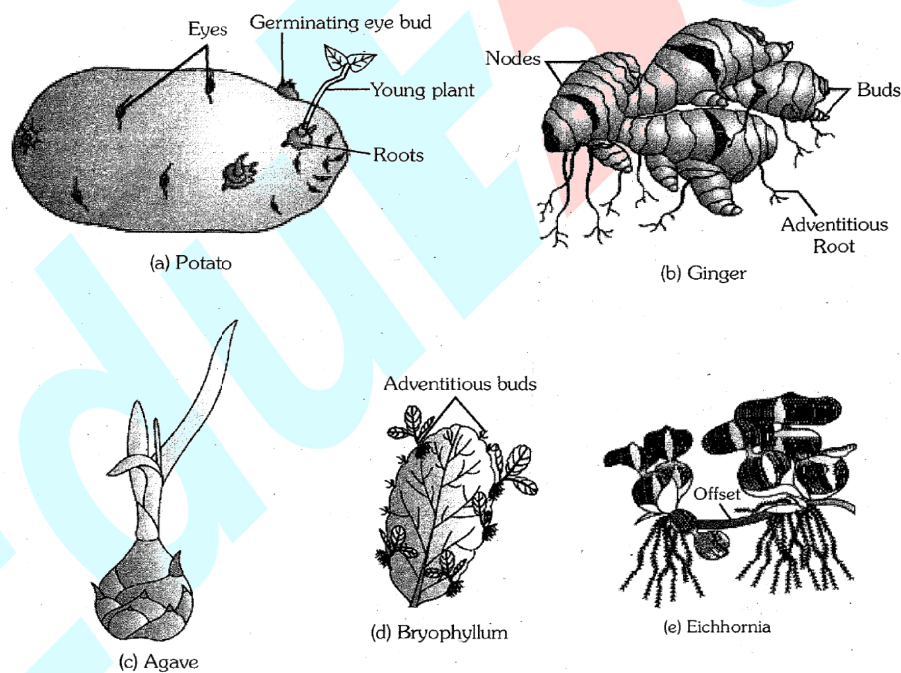 Eyes
Germinating eye bud
Young plant
Roots
(a) Potato
Nodes
Buds
Adventitious
Root
(b) Ginger
(c) Agave
Adventitious buds
(d) Bryophyllum
Offset
(e) Eichhornia